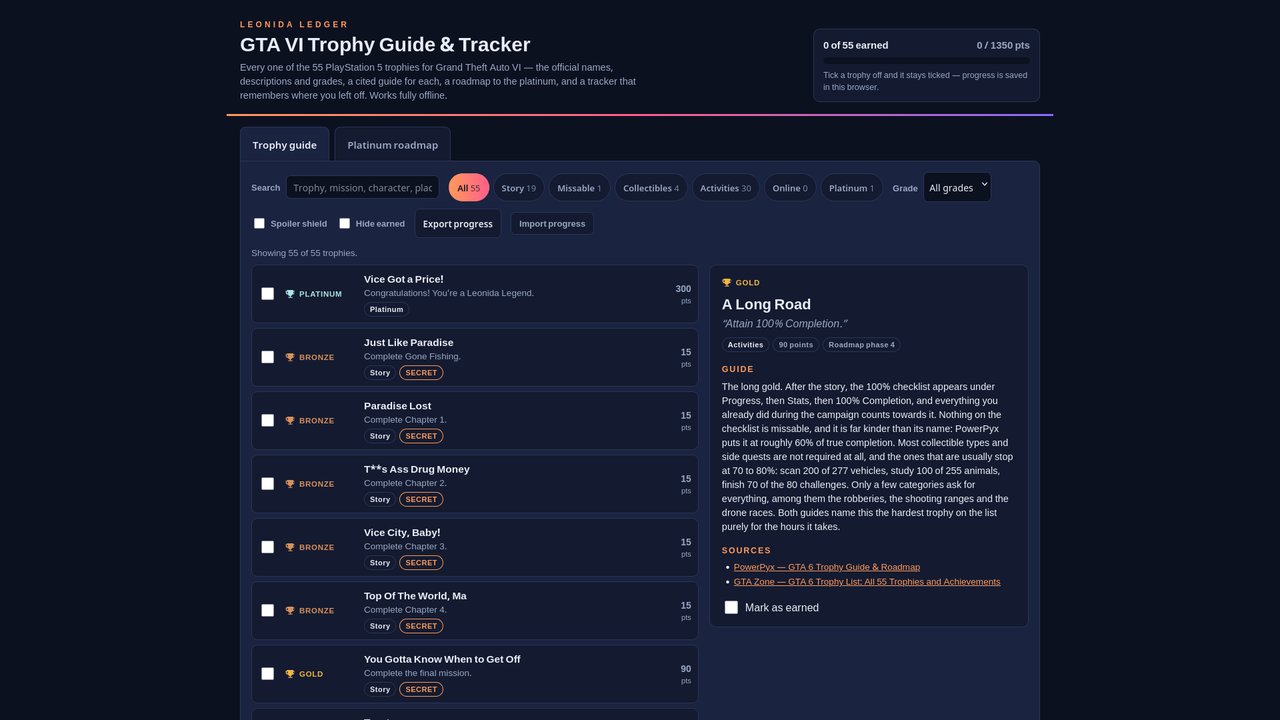 LEONIDA LEDGER
GTA VI Trophy Guide & Tracker
Every one of the 55 PlayStation 5 trophies for Grand Theft Auto VI — the official names,
descriptions and grades, a cited guide for each, a roadmap to the platinum, and a tracker that
remembers where you left off. Works fully offline.
0 of 55 earned
0 / 1350 pts
Tick a trophy off and it stays ticked — progress is saved
in this browser.
Trophy guide
Platinum roadmap
Search
Trophy, mission, character, plac
All 55
Story 19
Missable 1
Collectibles 4
Activities 30
Online 0
Platinum 1
Grade
All grades
Spoiler shield
Hide earned
Export progress
Import progress
Showing 55 of 55 trophies.
PLATINUM
Vice Got a Price!
Congratulations! You're a Leonida Legend.
Platinum
300
pts
BRONZE
Just Like Paradise
Complete Gone Fishing.
Story
SECRET
15
pts
BRONZE
Paradise Lost
Complete Chapter 1.
Story
SECRET
15
pts
BRONZE
T**s Ass Drug Money
Complete Chapter 2.
Story
SECRET
15
pts
BRONZE
Vice City, Baby!
Complete Chapter 3.
Story
SECRET
15
pts
BRONZE
Top Of The World, Ma
Complete Chapter 4.
Story
SECRET
15
pts
GOLD
You Gotta Know When to Get Off
Complete the final mission.
Story
SECRET
90
pts
GOLD
A Long Road
“Attain 100% Completion.”
Activities
90 points
Roadmap phase 4
GUIDE
The long gold. After the story, the 100% checklist appears under
Progress, then Stats, then 100% Completion, and everything you
already did during the campaign counts towards it. Nothing on the
checklist is missable, and it is far kinder than its name: PowerPyx
puts it at roughly 60% of true completion. Most collectible types and
side quests are not required at all, and the ones that are usually stop
at 70 to 80%: scan 200 of 277 vehicles, study 100 of 255 animals,
finish 70 of the 80 challenges. Only a few categories ask for
everything, among them the robberies, the shooting ranges and the
drone races. Both guides name this the hardest trophy on the list
purely for the hours it takes.
SOURCES
• PowerPyx — GTA 6 Trophy Guide & Roadmap
• GTA Zone — GTA 6 Trophy List: All 55 Trophies and Achievements
Mark as earned